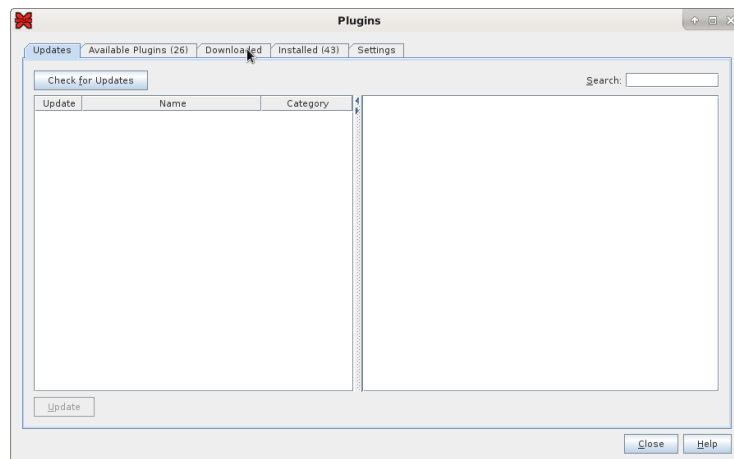 Plugins
Updates Available Plugins (26) Downloaded Installed (43) Settings
Check for Updates Search:
Update Name Category
Update
Close Help